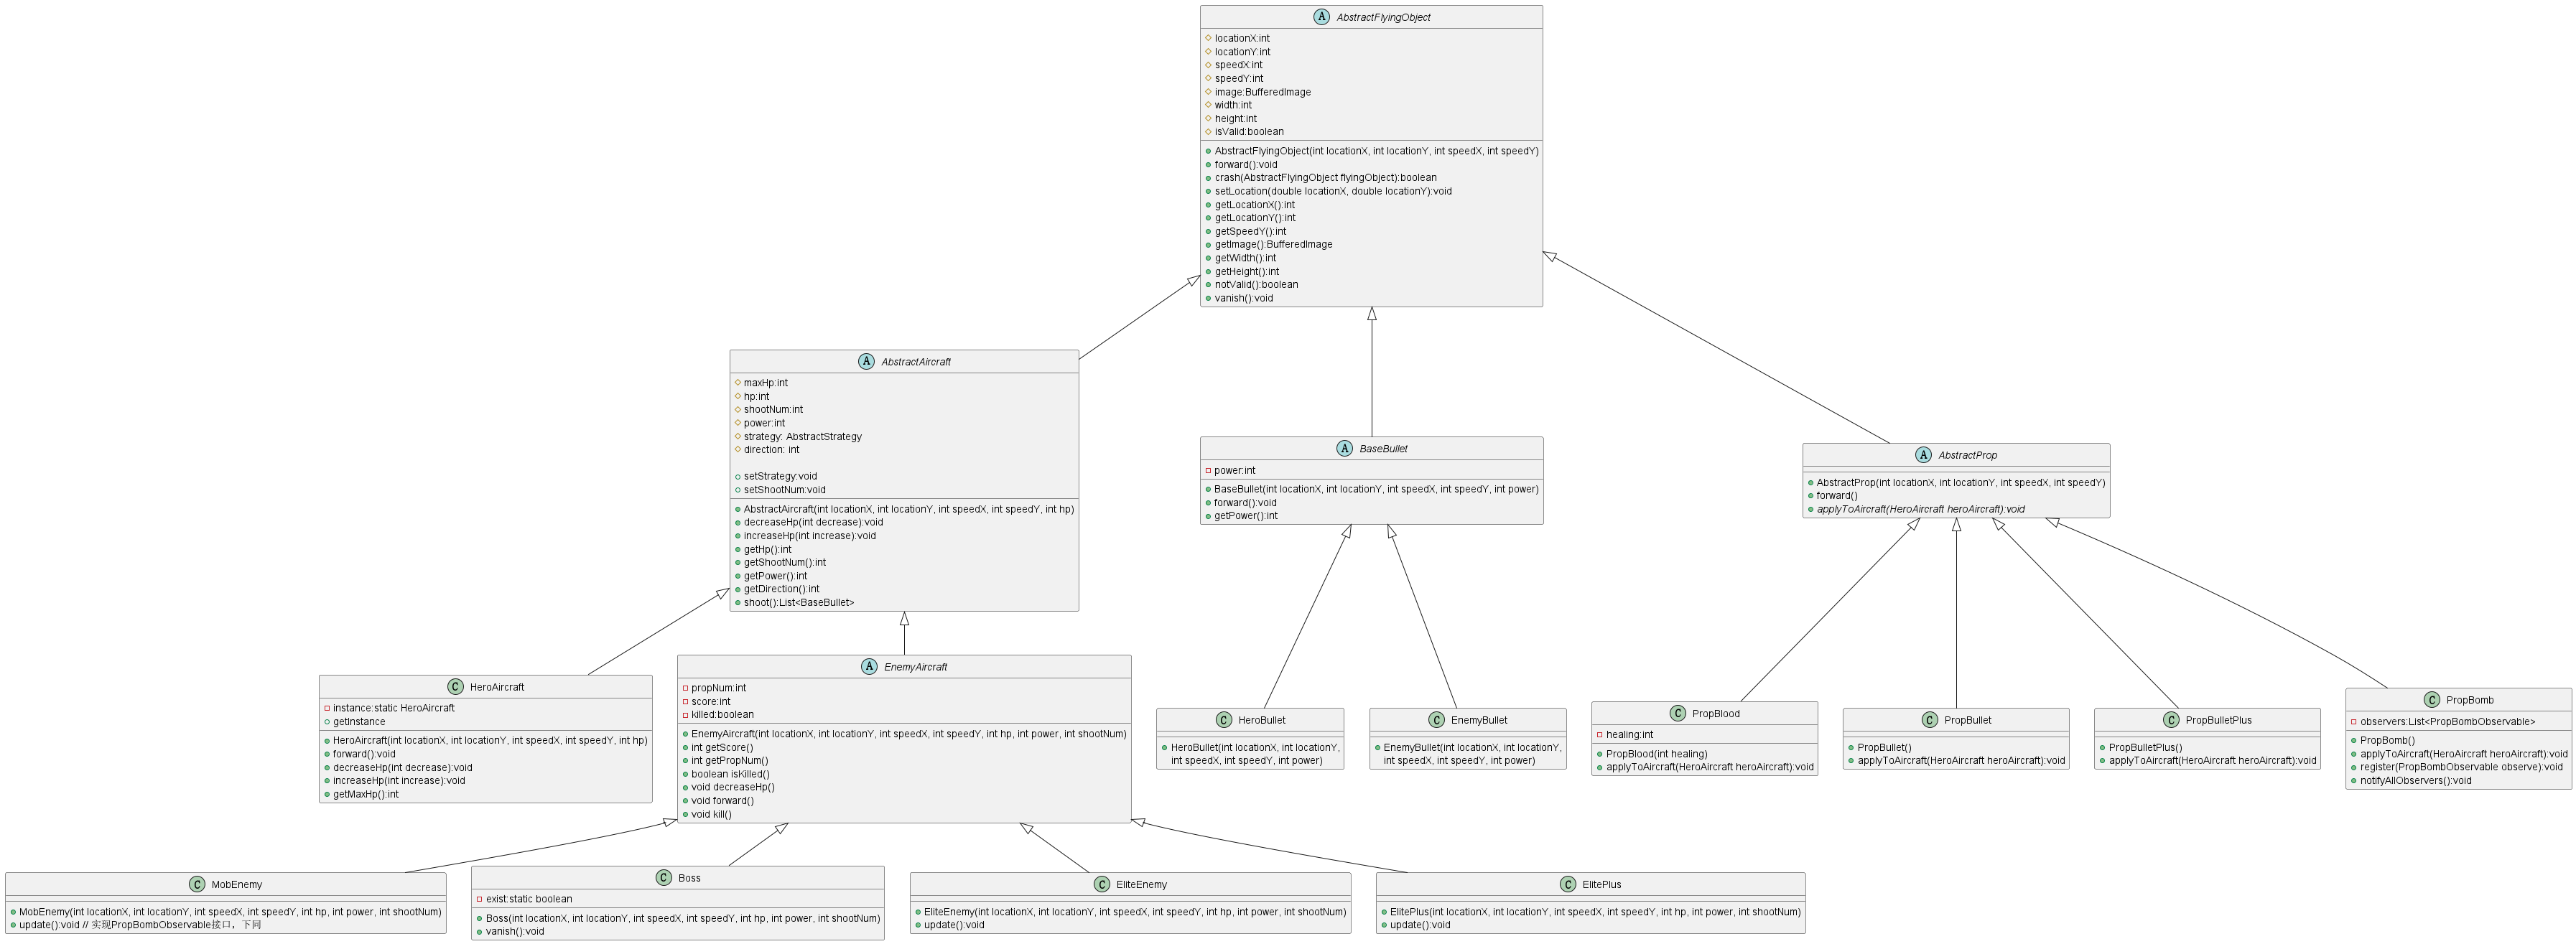 A AbstractFlyingObject
locationX:int
locationY:int
speedX:int
speedY:int
image:BufferedImage
width:int
height:int
isValid:boolean
AbstractFlyingObject(int locationX, int locationY, int speedX, int speedY)
forward():void
crash(AbstractFlyingObject flyingObject):boolean
setLocation(double locationX, double locationY):void
getLocationX():int
getLocationY():int
getSpeedY():int
getImage():BufferedImage
getWidth():int
getHeight():int
notValid():boolean
vanish():void
A AbstractAircraft
maxHp:int
hp:int
shootNum:int
power:int
strategy: AbstractStrategy
direction: int
setStrategy:void
setShootNum:void
AbstractAircraft(int locationX, int locationY, int speedX, int speedY, int hp)
decreaseHp(int decrease):void
increaseHp(int increase):void
getHp():int
getShootNum():int
getPower():int
getDirection():int
shoot():List<BaseBullet>
A BaseBullet
power:int
BaseBullet(int locationX, int locationY, int speedX, int speedY, int power)
forward():void
getPower():int
A AbstractProp
AbstractProp(int locationX, int locationY, int speedX, int speedY)
forward()
applyToAircraft(HeroAircraft heroAircraft):void
C HeroAircraft
instance:static HeroAircraft
getInstance
HeroAircraft(int locationX, int locationY, int speedX, int speedY, int hp)
forward():void
decreaseHp(int decrease):void
increaseHp(int increase):void
getMaxHp():int
A EnemyAircraft
propNum:int
score:int
killed:boolean
EnemyAircraft(int locationX, int locationY, int speedX, int speedY, int hp, int power, int shootNum)
int getScore()
int getPropNum()
boolean isKilled()
void decreaseHp()
void forward()
void kill()
C HeroBullet
HeroBullet(int locationX, int locationY,
int speedX, int speedY, int power)
C EnemyBullet
EnemyBullet(int locationX, int locationY,
int speedX, int speedY, int power)
C PropBlood
healing:int
PropBlood(int healing)
applyToAircraft(HeroAircraft heroAircraft):void
C PropBullet
PropBullet()
applyToAircraft(HeroAircraft heroAircraft):void
C PropBulletPlus
PropBulletPlus()
applyToAircraft(HeroAircraft heroAircraft):void
C PropBomb
observers:List<PropBombObservable>
PropBomb()
applyToAircraft(HeroAircraft heroAircraft):void
register(PropBombObservable observe):void
notifyAllObservers():void
C MobEnemy
MobEnemy(int locationX, int locationY, int speedX, int speedY, int hp, int power, int shootNum)
update():void // 实现PropBombObservable接口，下同
C Boss
exist:static boolean
Boss(int locationX, int locationY, int speedX, int speedY, int hp, int power, int shootNum)
vanish():void
C EliteEnemy
EliteEnemy(int locationX, int locationY, int speedX, int speedY, int hp, int power, int shootNum)
update():void
C ElitePlus
ElitePlus(int locationX, int locationY, int speedX, int speedY, int hp, int power, int shootNum)
update():void